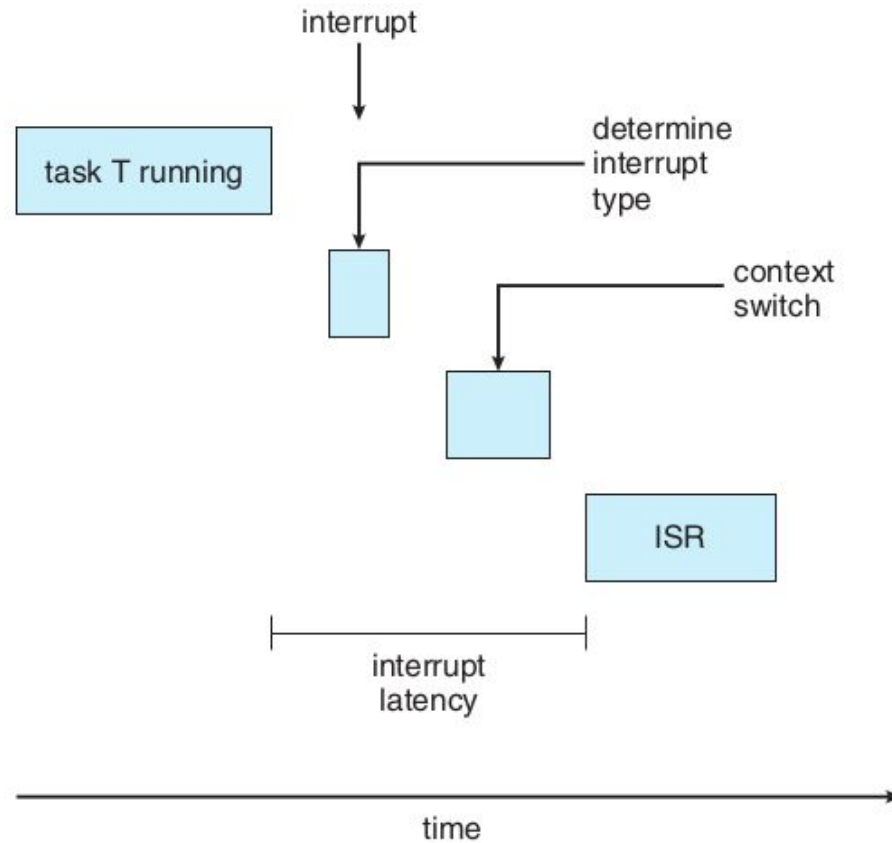 interrupt
task T running
determine
interrupt
type
context
switch
ISR
interrupt
latency
time